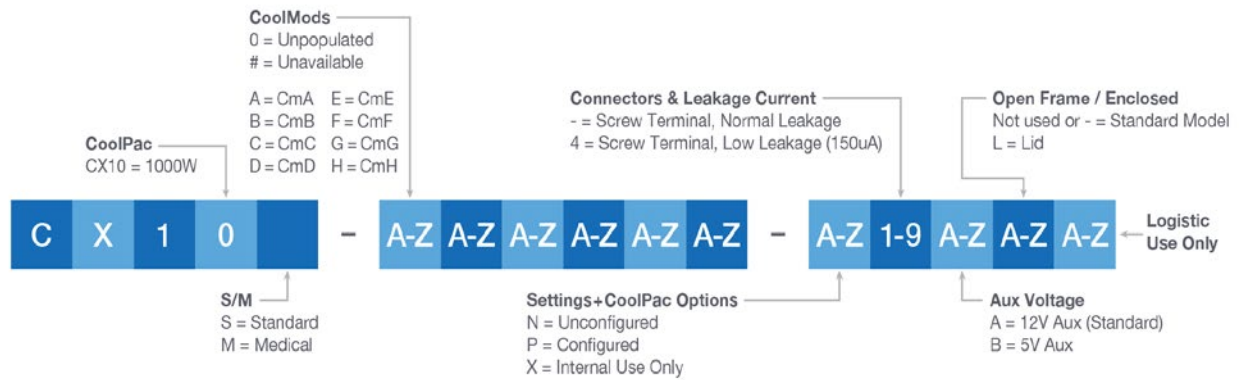 CoolMods
0 = Unpopulated
# = Unavailable
A = CmA E = CmE
B = CmB F = CmF
C = CmC G = CmG
D = CmD H = CmH
CoolPac
CX10 = 1000W
Connectors & Leakage Current
- = Screw Terminal, Normal Leakage
4 = Screw Terminal, Low Leakage (150uA)
Open Frame / Enclosed
Not used or - = Standard Model
L = Lid
C X 1 0 - A-Z A-Z A-Z A-Z A-Z A-Z - A-Z 1-9 A-Z A-Z A-Z
Logistic
Use Only
S/M
S = Standard
M = Medical
Settings+CoolPac Options
N = Unconfigured
P = Configured
X = Internal Use Only
Aux Voltage
A = 12V Aux (Standard)
B = 5V Aux